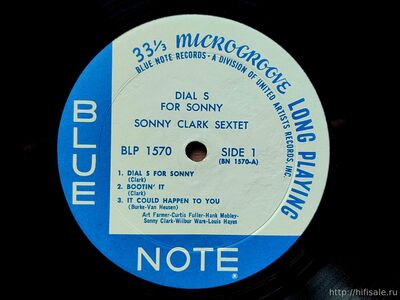 33 1/3 MICROGROOVE LONG PLAYING
BLUE NOTE RECORDS - A DIVISION OF UNITED ARTISTS RECORDS, INC.
DIAL S
FOR SONNY
SONNY CLARK SEXTET
BLP 1570 SIDE 1
(BN 1570-A)
1. DIAL S FOR SONNY
(Clark)
2. BOOTIN' IT
(Clark)
3. IT COULD HAPPEN TO YOU
(Burke-Van Heusen)
Art Farmer-Curtis Fuller-Hank Mobley-
Sonny Clark-Wilbur Ware-Louis Hayes
BLUE
NOTE®
http://hifisale.ru